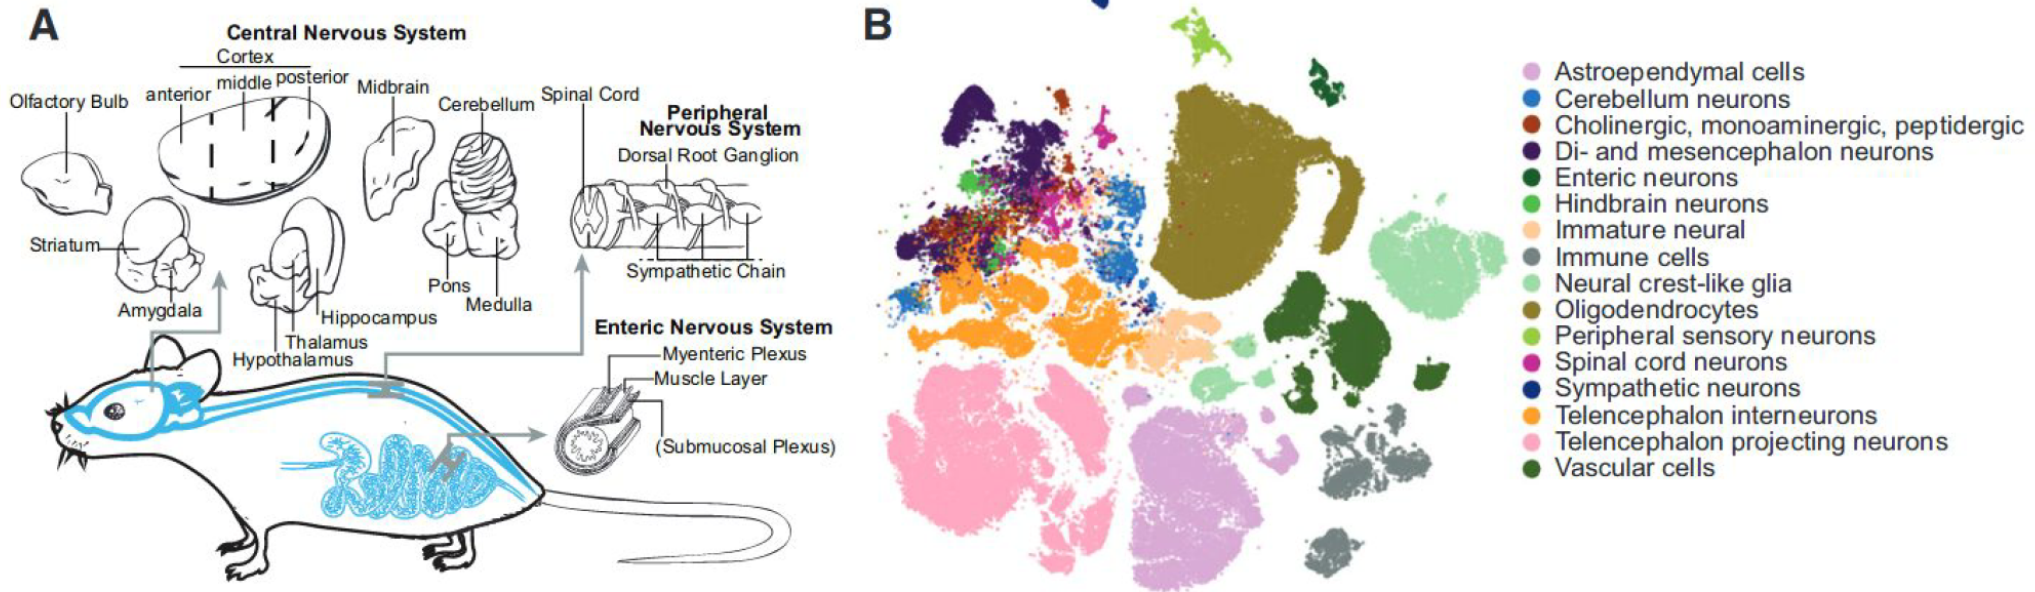 A
Central Nervous System
Cortex
anterior
middle
posterior
Olfactory Bulb
Midbrain
Cerebellum
Spinal Cord
Peripheral
Nervous System
Dorsal Root Ganglion
Striatum
Amygdala
Hippocampus
Thalamus
Hypothalamus
Pons
Medulla
Sympathetic Chain
Enteric Nervous System
Myenteric Plexus
Muscle Layer
(Submucosal Plexus)
B
Astroependymal cells
Cerebellum neurons
Cholinergic, monoaminergic, peptidergic
Di- and mesencephalon neurons
Enteric neurons
Hindbrain neurons
Immature neural
Immune cells
Neural crest-like glia
Oligodendrocytes
Peripheral sensory neurons
Spinal cord neurons
Sympathetic neurons
Telencephalon interneurons
Telencephalon projecting neurons
Vascular cells